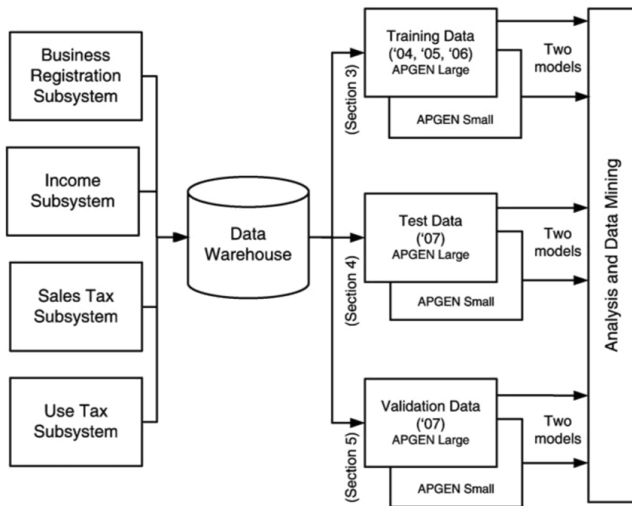 Business
Registration
Subsystem
Income
Subsystem
Sales Tax
Subsystem
Use Tax
Subsystem
Data
Warehouse
(Section 3)
Training Data
(‘04, ‘05, ‘06)
APGEN Large
APGEN Small
Two
models
(Section 4)
Test Data
(‘07)
APGEN Large
APGEN Small
Two
models
(Section 5)
Validation Data
(‘07)
APGEN Large
APGEN Small
Two
models
Analysis and Data Mining